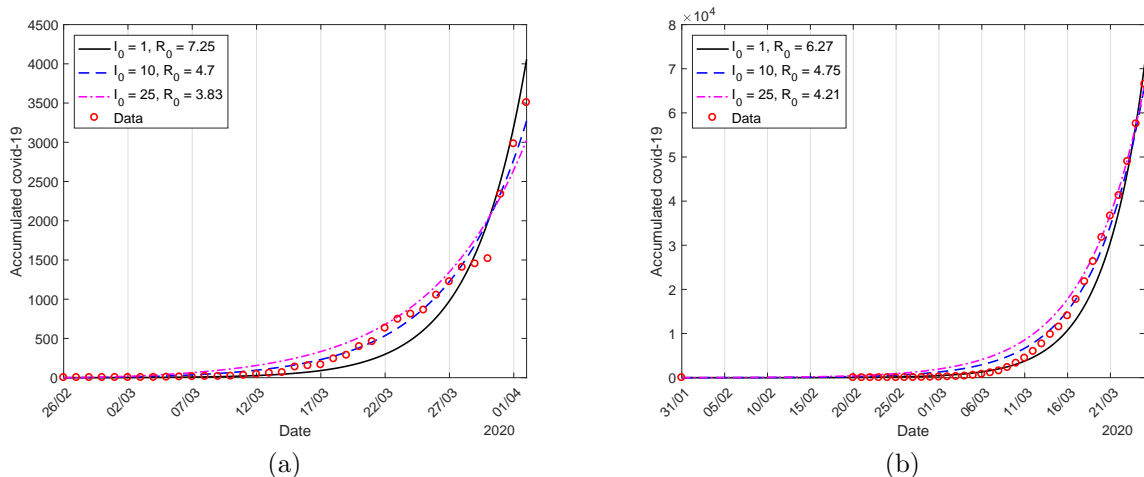 4500
4000
3500
3000
2500
2000
1500
1000
500
0
Accumulated covid-19
I0 = 1, R0 = 7.25
I0 = 10, R0 = 4.7
I0 = 25, R0 = 3.83
Data
26/02
02/03
07/03
12/03
17/03
22/03
27/03
01/04
Date
2020
(a)
×10^4
8
7
6
5
4
3
2
1
0
Accumulated covid-19
I0 = 1, R0 = 6.27
I0 = 10, R0 = 4.75
I0 = 25, R0 = 4.21
Data
31/01
05/02
10/02
15/02
20/02
25/02
01/03
06/03
11/03
16/03
21/03
Date
2020
(b)